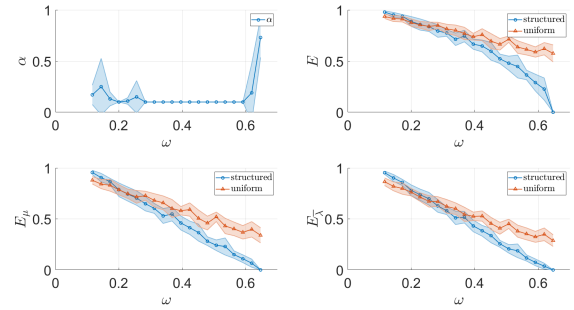 1
0.5
0
α
0
0.2
0.4
0.6
ω
α
1
0.5
0
E
0
0.2
0.4
0.6
ω
structured
uniform
1
0.5
0
E_μ
0
0.2
0.4
0.6
ω
structured
uniform
1
0.5
0
E_λ̄
0
0.2
0.4
0.6
ω
structured
uniform